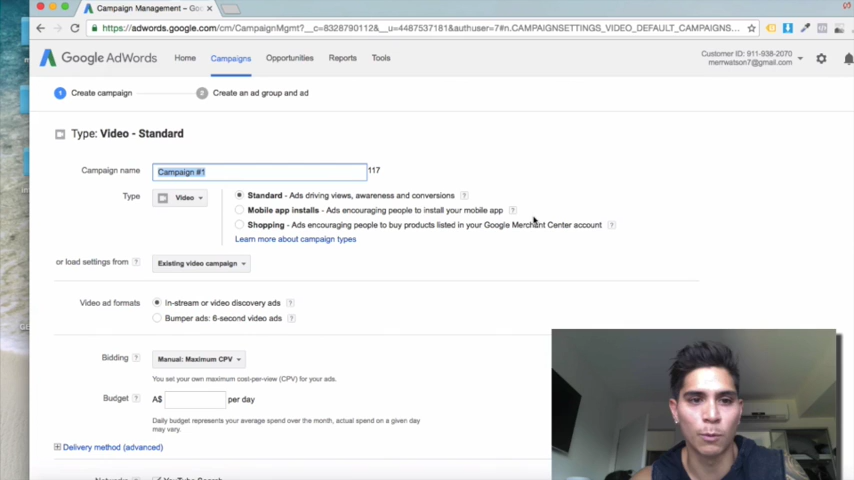 Campaign Management – Go
https://adwords.google.com/cm/CampaignMgmt?__c=8328790112&__u=4487537181&authuser=7#n.CAMPAIGNSETTINGS_VIDEO_DEFAULT_CAMPAIGNS...
Google AdWords Home Campaigns Opportunities Reports Tools
Customer ID: 911-938-2070
merrwatson7@gmail.com
1 Create campaign 2 Create an ad group and ad
Type: Video - Standard
Campaign name Campaign #1 117
Type Video Standard - Ads driving views, awareness and conversions ?
Mobile app installs - Ads encouraging people to install your mobile app ?
Shopping - Ads encouraging people to buy products listed in your Google Merchant Center account ?
Learn more about campaign types
or load settings from ? Existing video campaign
Video ad formats In-stream or video discovery ads ?
Bumper ads: 6-second video ads ?
Bidding ? Manual: Maximum CPV
You set your own maximum cost-per-view (CPV) for your ads.
Budget ? A$ per day
Daily budget represents your average spend over the month, actual spend on a given day
may vary.
Delivery method (advanced)
Networks YouTube Search